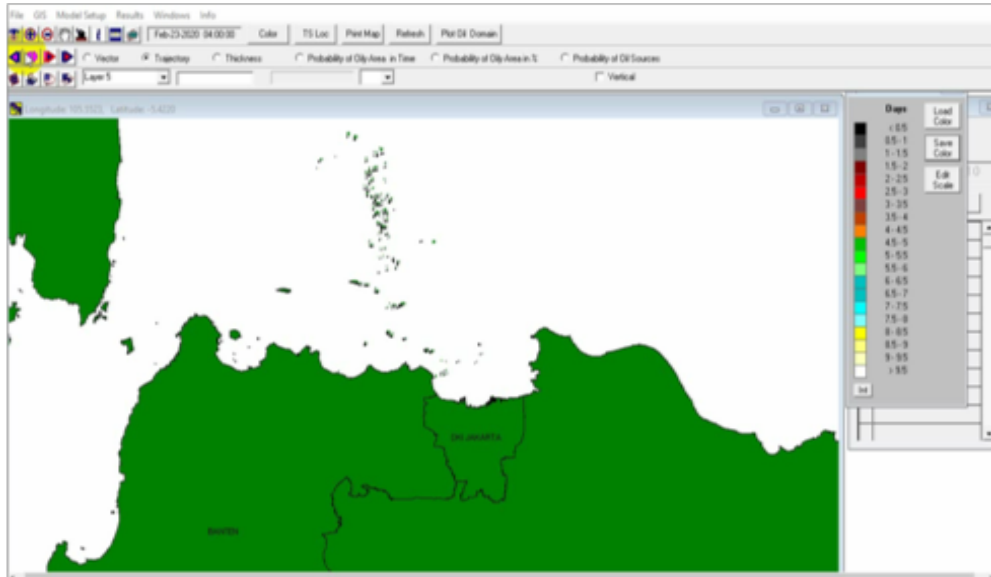 File GIS Model Setup Results Windows Info
Feb-23-2020 04:00:00 Color TS Loc Print Map Refresh Plot Oil Domain
Vector Trajectory Thickness Probability of Oily Area in Time Probability of Oily Area in % Probability of Oil Sources
Layer 5 Vertical
Longitude: Latitude: -5.4220
Days
Load Color
Save Color
Edit Scale
< 0.5
0.5 - 1
1 - 1.5
1.5 - 2
2 - 2.5
2.5 - 3
3 - 3.5
3.5 - 4
4 - 4.5
4.5 - 5
5 - 5.5
5.5 - 6
6 - 6.5
6.5 - 7
7 - 7.5
7.5 - 8
8 - 8.5
8.5 - 9
9 - 9.5
> 9.5
Init
DKI JAKARTA
BANTEN